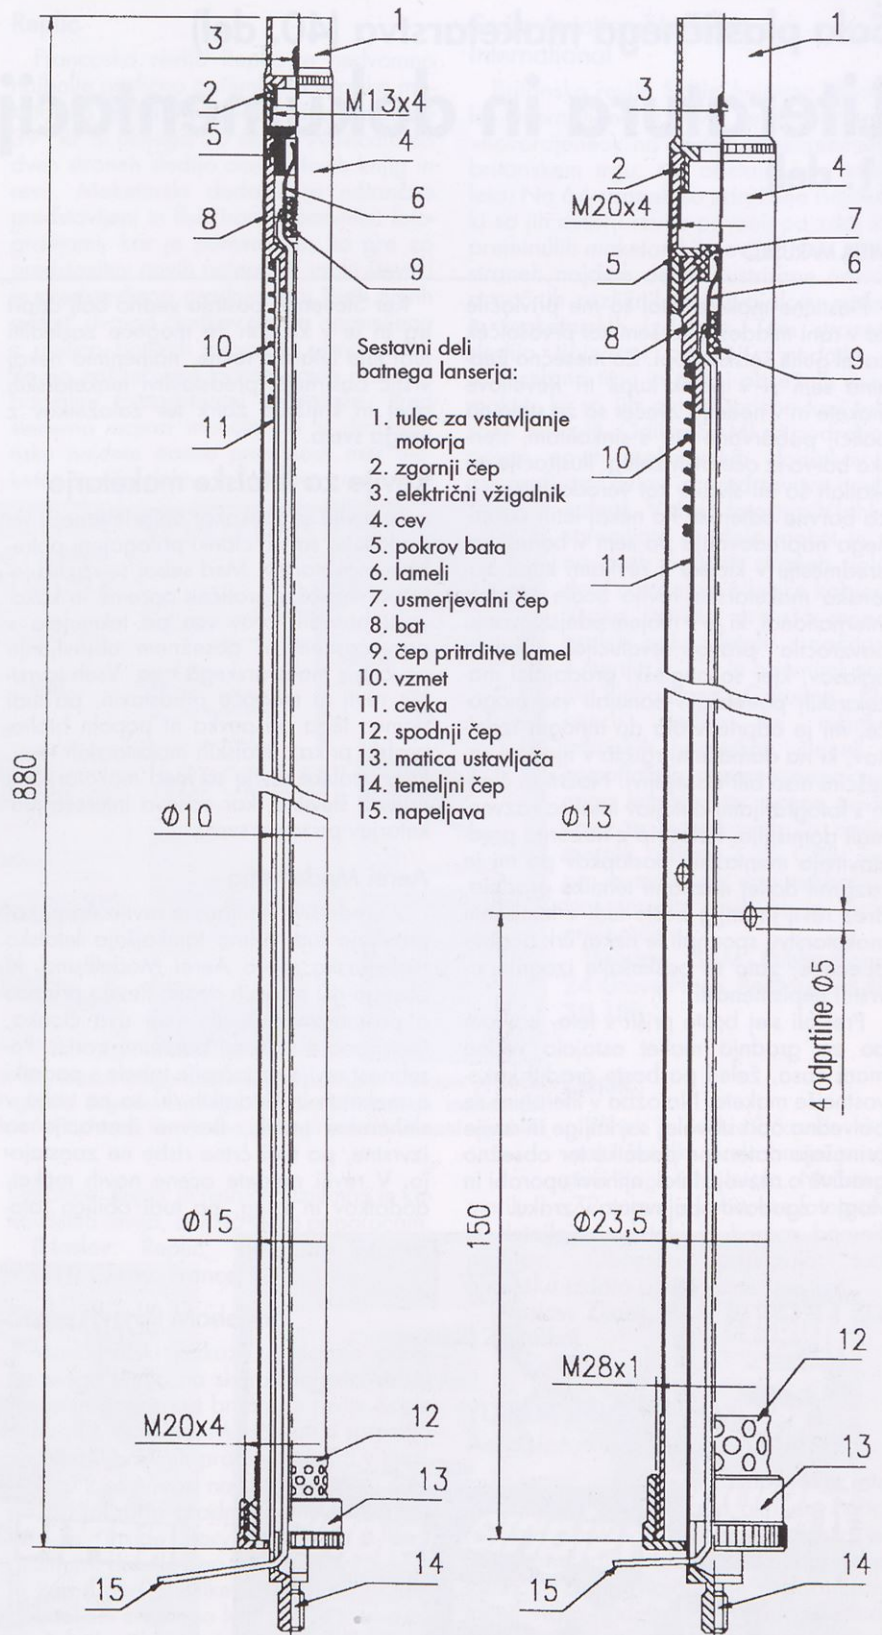 3
1
2
M13x4
5
4
8
6
9
10
11
Sestavni deli
batnega lanserja:
1. tulec za vstavljanje
motorja
2. zgornji čep
3. električni vžigalnik
4. cev
5. pokrov bata
6. lameli
7. usmerjevalni čep
8. bat
9. čep pritrditve lamel
10. vzmet
11. cevka
12. spodnji čep
13. matica ustavljača
14. temeljni čep
15. napeljava
880
Ø10
Ø15
M20x4
12
13
14
15
1
3
2
4
M20x4
7
5
6
8
9
10
11
Ø13
4 odprtine Ø5
150
Ø23,5
M28x1
12
13
14
15